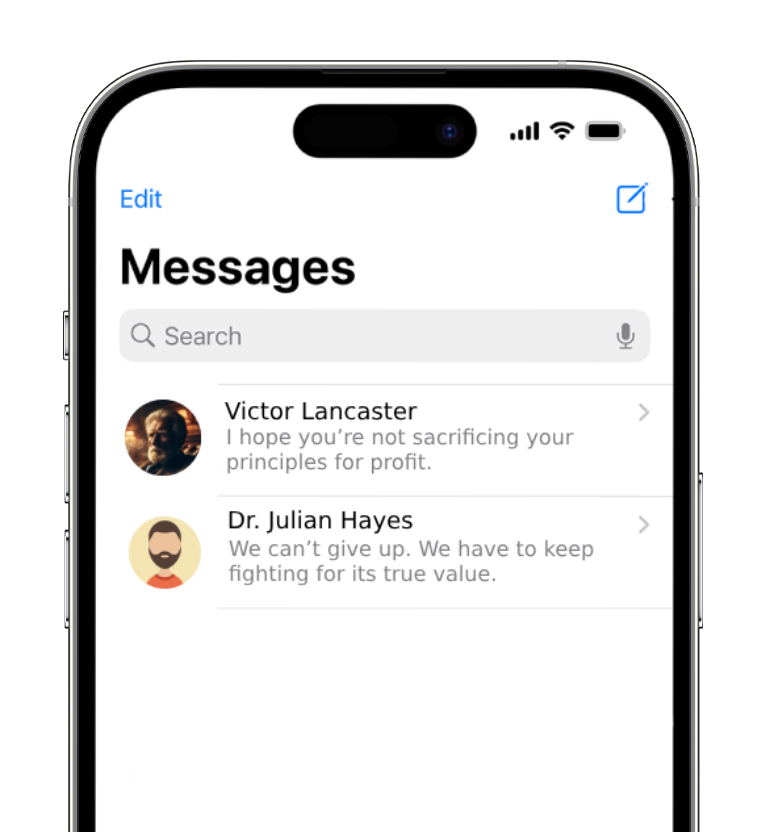 Edit
Messages
Search
Victor Lancaster
I hope you’re not sacrificing your
principles for profit.
Dr. Julian Hayes
We can’t give up. We have to keep
fighting for its true value.